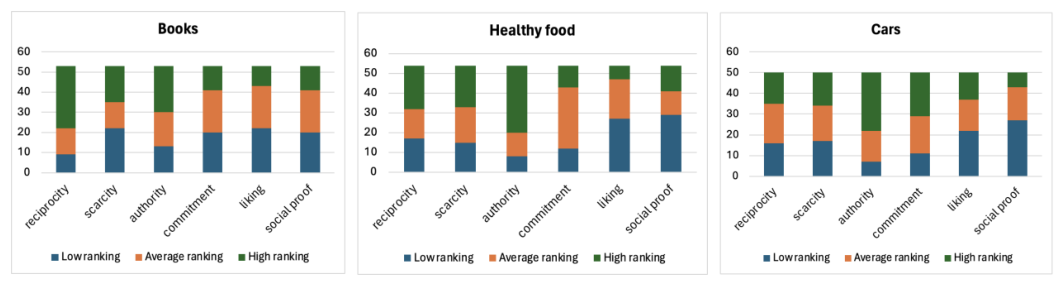 Books
60
50
40
30
20
10
0
reciprocity
scarcity
authority
commitment
liking
social proof
Low ranking Average ranking High ranking
Healthy food
60
50
40
30
20
10
0
reciprocity
scarcity
authority
commitment
liking
social proof
Low ranking Average ranking High ranking
Cars
60
50
40
30
20
10
0
reciprocity
scarcity
authority
commitment
liking
social proof
Low ranking Average ranking High ranking